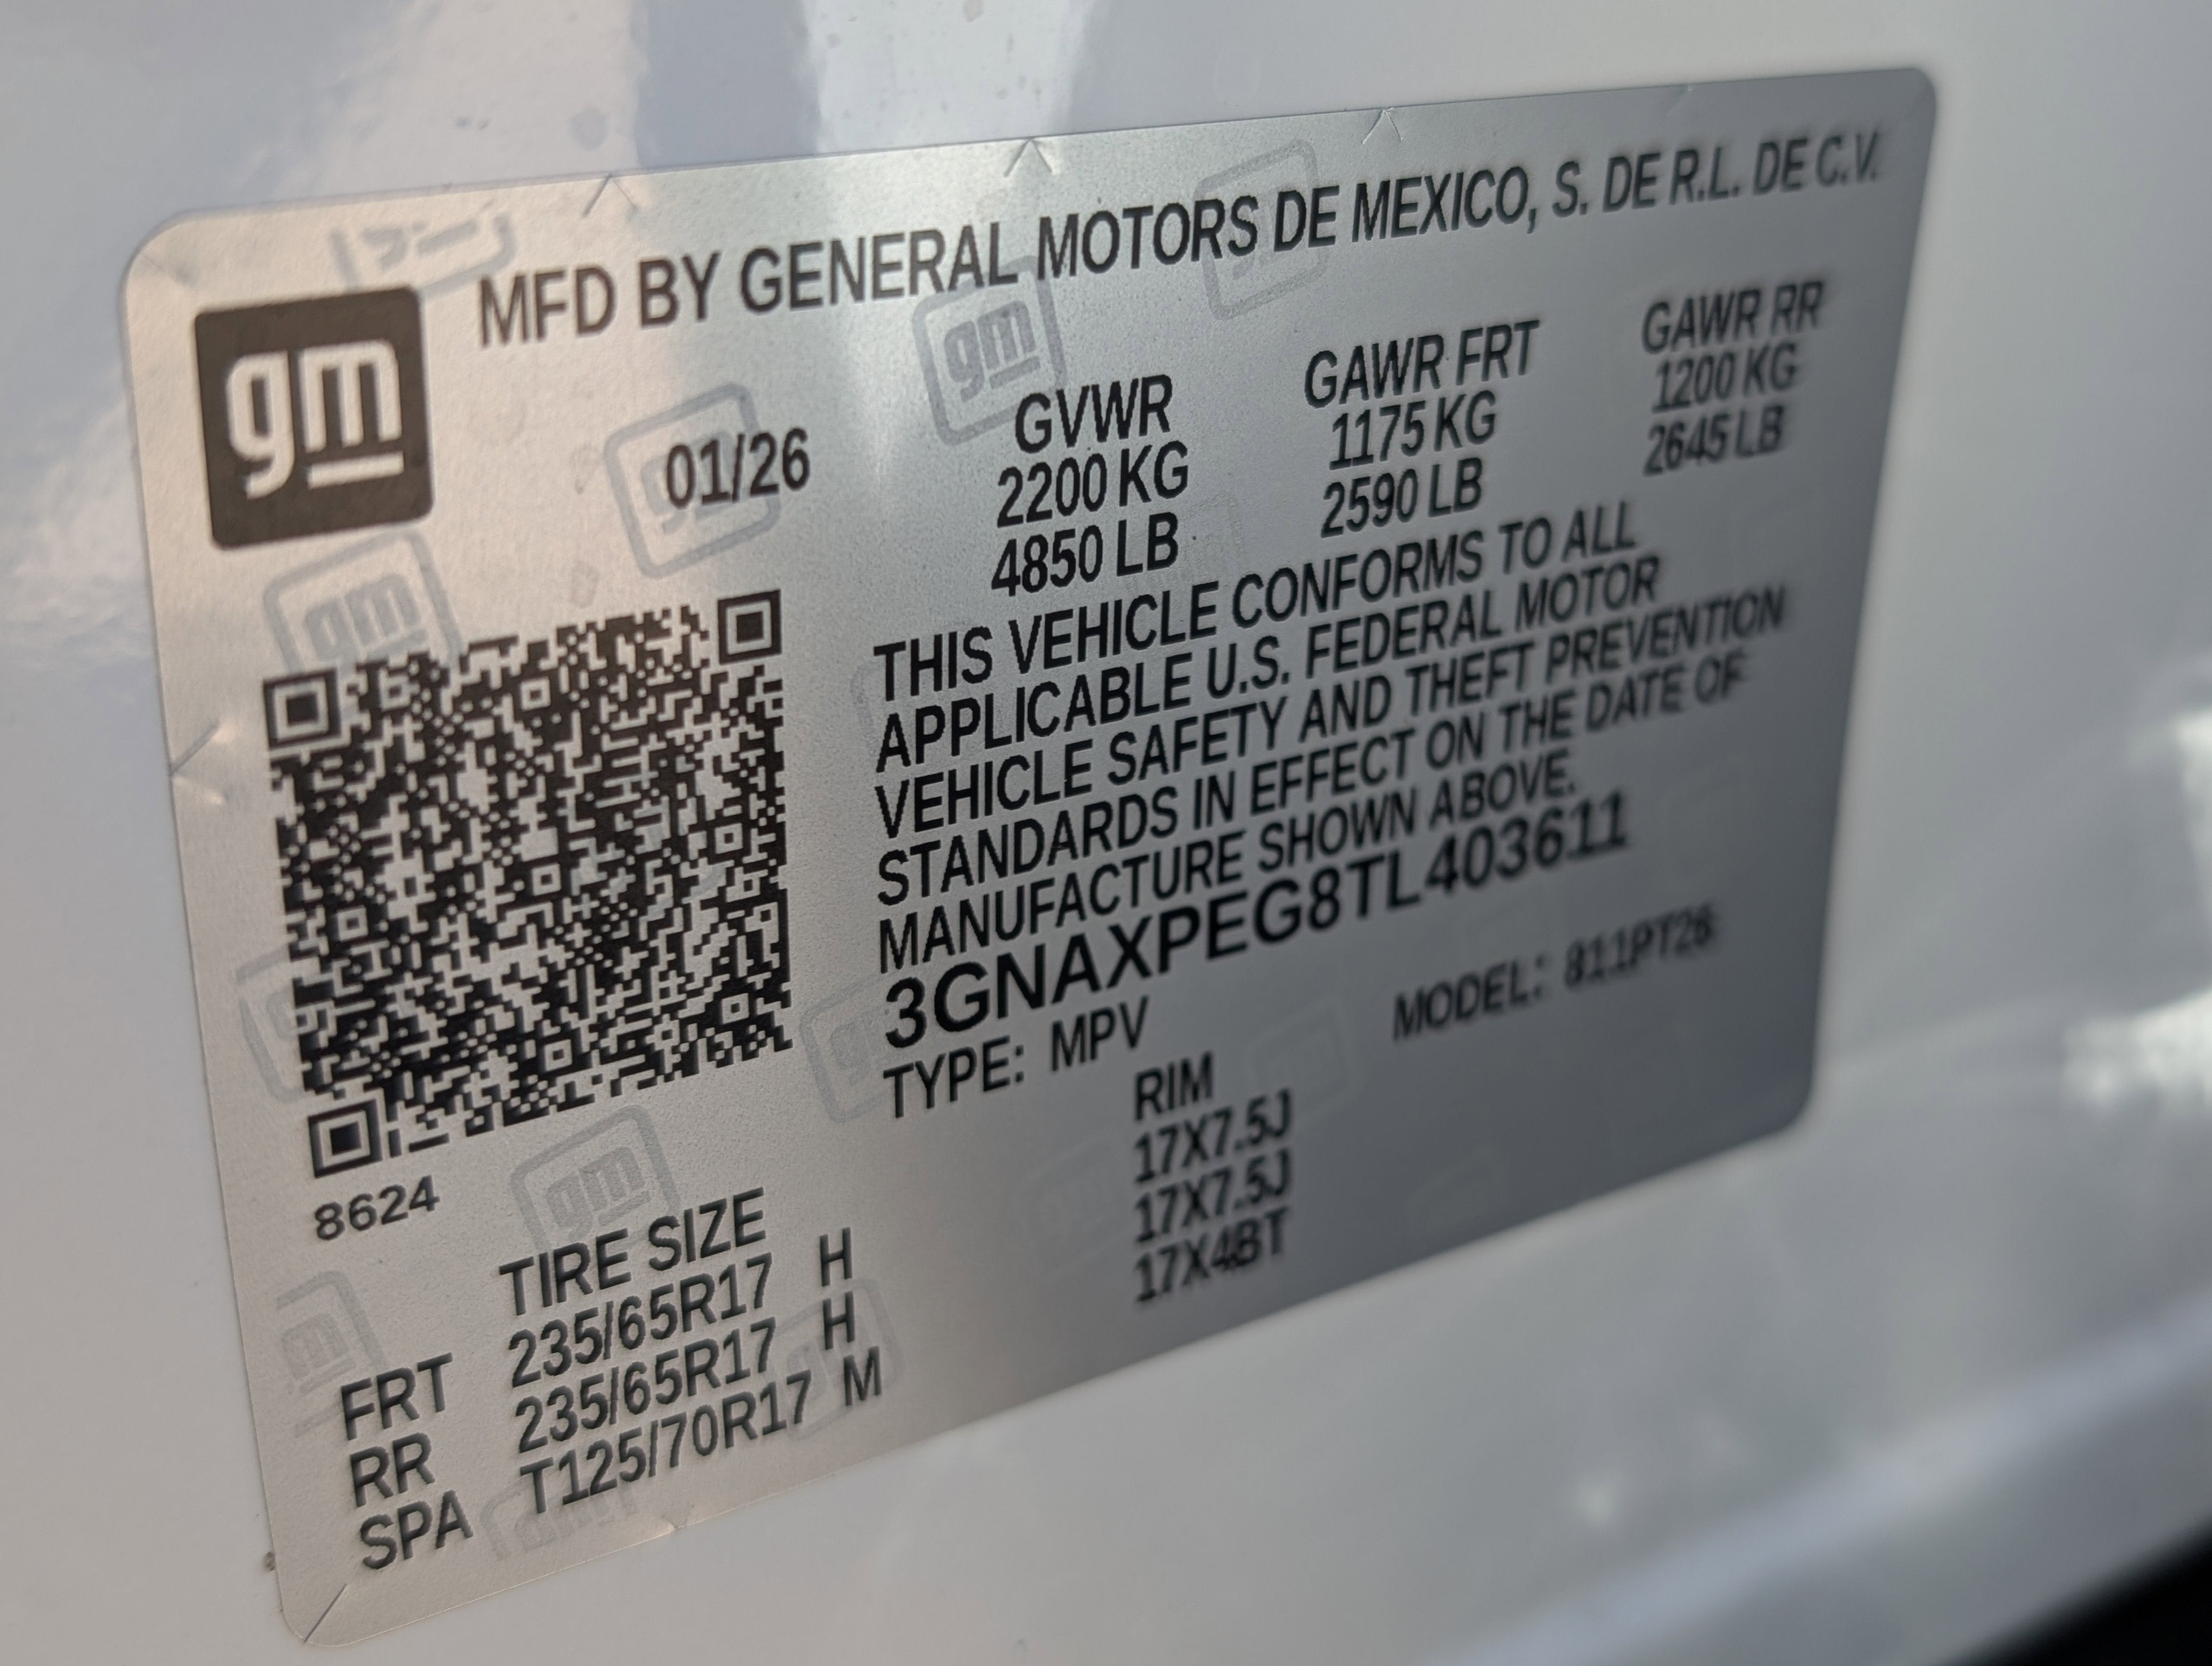 MFD BY GENERAL MOTORS DE MEXICO, S. DE R.L. DE C.V.
gm
01/26
GVWR GAWR FRT GAWR RR
2200 KG 1175 KG 1200 KG
4850 LB 2590 LB 2645 LB
THIS VEHICLE CONFORMS TO ALL
APPLICABLE U.S. FEDERAL MOTOR
VEHICLE SAFETY AND THEFT PREVENTION
STANDARDS IN EFFECT ON THE DATE OF
MANUFACTURE SHOWN ABOVE.
3GNAXPEG8TL403611
TYPE: MPV MODEL: 811PT26
8624
TIRE SIZE RIM
FRT 235/65R17 H 17X7.5J
RR 235/65R17 H 17X7.5J
SPA T125/70R17 M 17X4BT